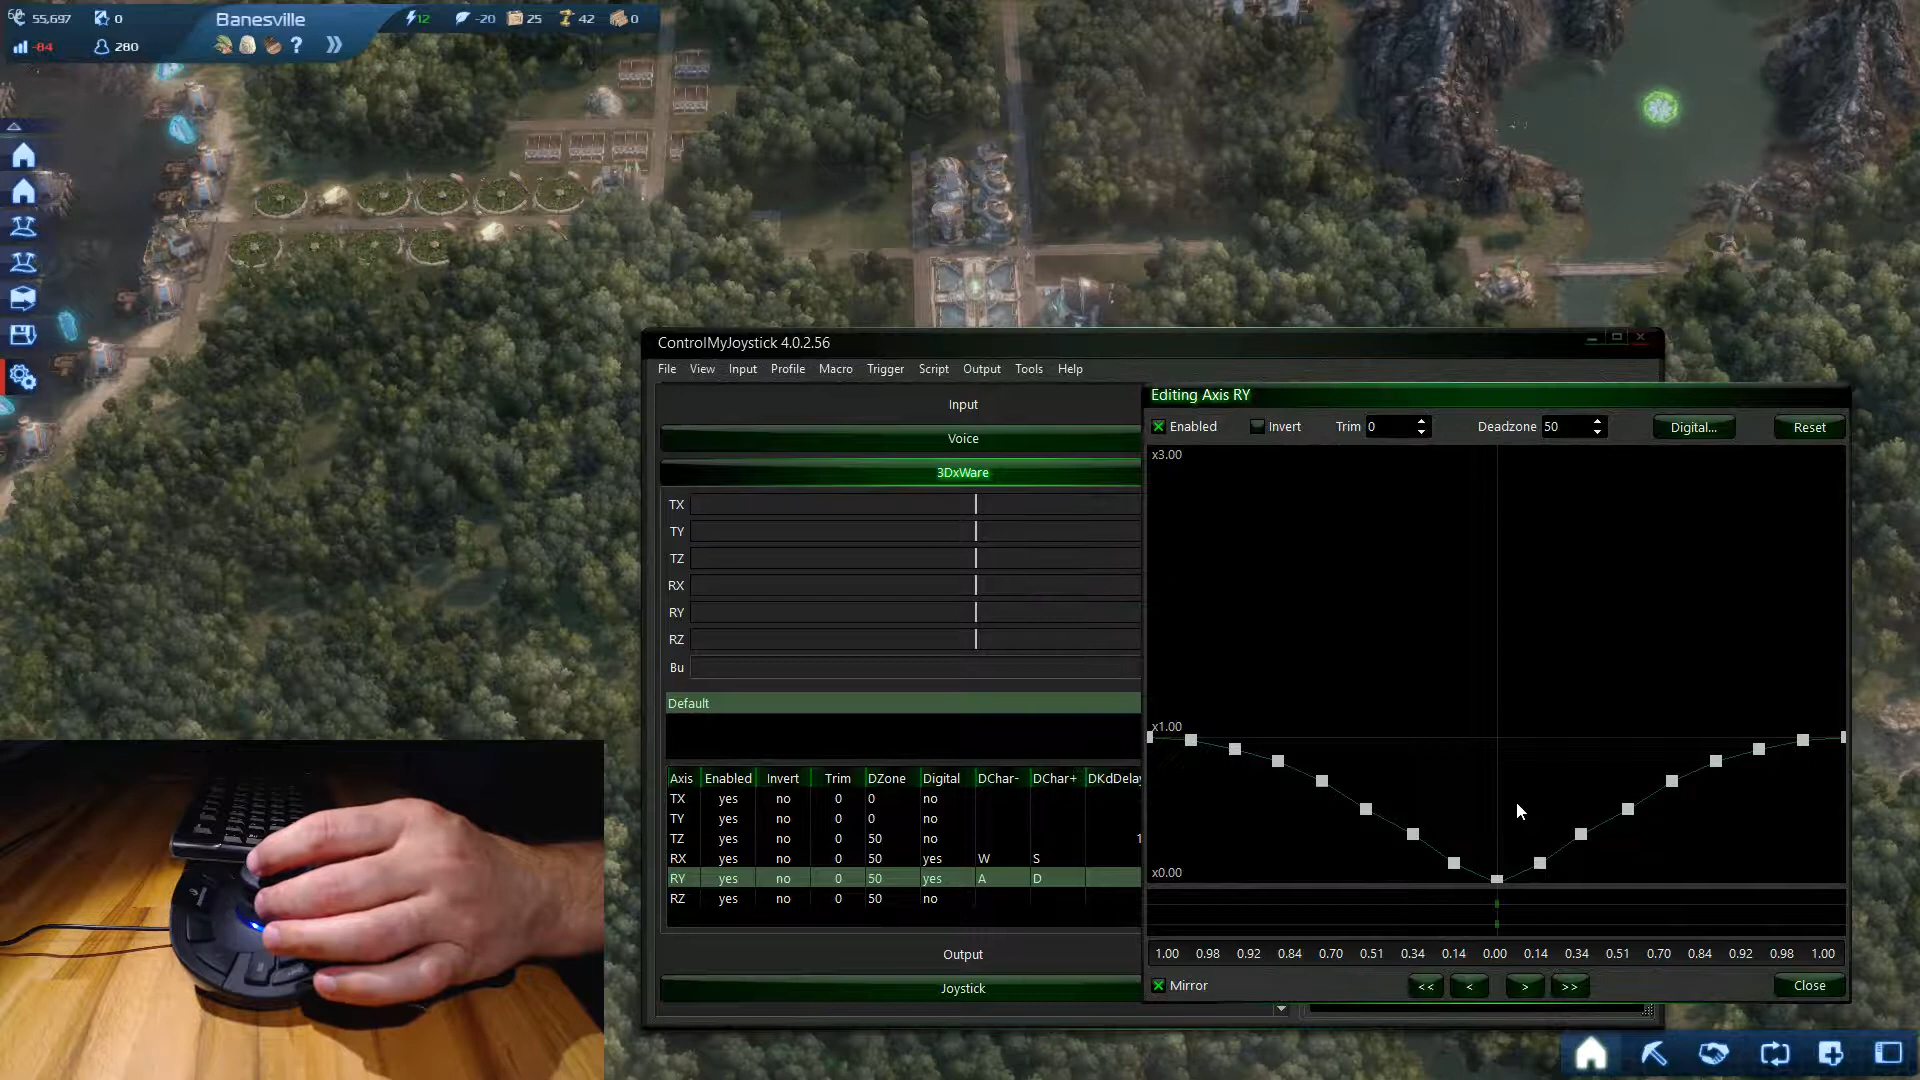 60
55,697 0 Banesville 12 -20 25 42 0
-84 280 ?
ControlMyJoystick 4.0.2.56
File View Input Profile Macro Trigger Script Output Tools Help
Input
Voice
3DxWare
TX
TY
TZ
RX
RY
RZ
Bu
Default
Axis Enabled Invert Trim DZone Digital DChar- DChar+ DKdDelay
TX yes no 0 0 no
TY yes no 0 0 no
TZ yes no 0 50 no 1
RX yes no 0 50 yes W S
RY yes no 0 50 yes A D
RZ yes no 0 50 no
Output
Joystick
Editing Axis RY
Enabled Invert Trim 0 Deadzone 50 Digital... Reset
x3.00
x1.00
x0.00
1.00 0.98 0.92 0.84 0.70 0.51 0.34 0.14 0.00 0.14 0.34 0.51 0.70 0.84 0.92 0.98 1.00
Mirror << < > >> Close